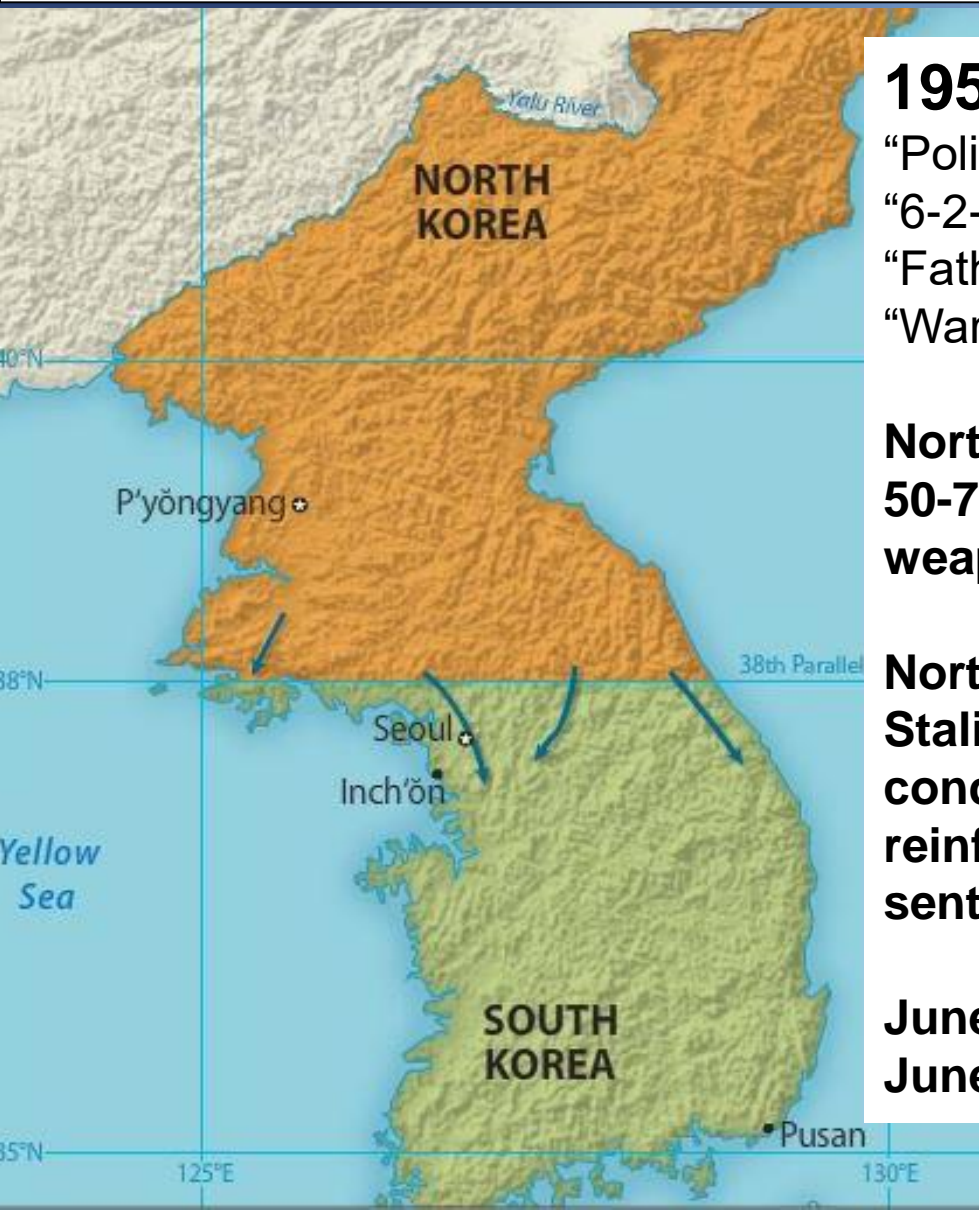 Yalu River
NORTH
KOREA
40°N
P'yŏngyang
38th Parallel
38°N
Seoul
Inch'ŏn
Yellow
Sea
SOUTH
KOREA
Pusan
35°N
125°E
130°E
195
“Poli
“6-2-
“Fath
“War
Nort
50-7
weap
Nort
Stali
conc
reinf
sent
June
June